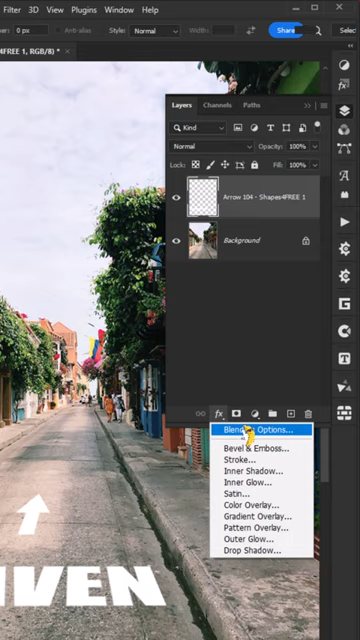 Filter 3D View Plugins Window Help
0 px Anti-alias Style: Normal Width: Share Selec
4FREE 1, RGB/8) *
Layers Channels Paths
Kind
Normal Opacity: 100%
Lock: Fill: 100%
Arrow 104 - Shapes4FREE 1
Background
fx
Blending Options...
Bevel & Emboss...
Stroke...
Inner Shadow...
Inner Glow...
Satin...
Color Overlay...
Gradient Overlay...
Pattern Overlay...
Outer Glow...
Drop Shadow...
IVEN